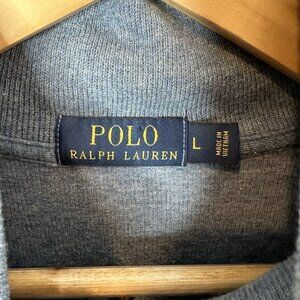 POLO
RALPH LAUREN
L
MADE IN
VIETNAM